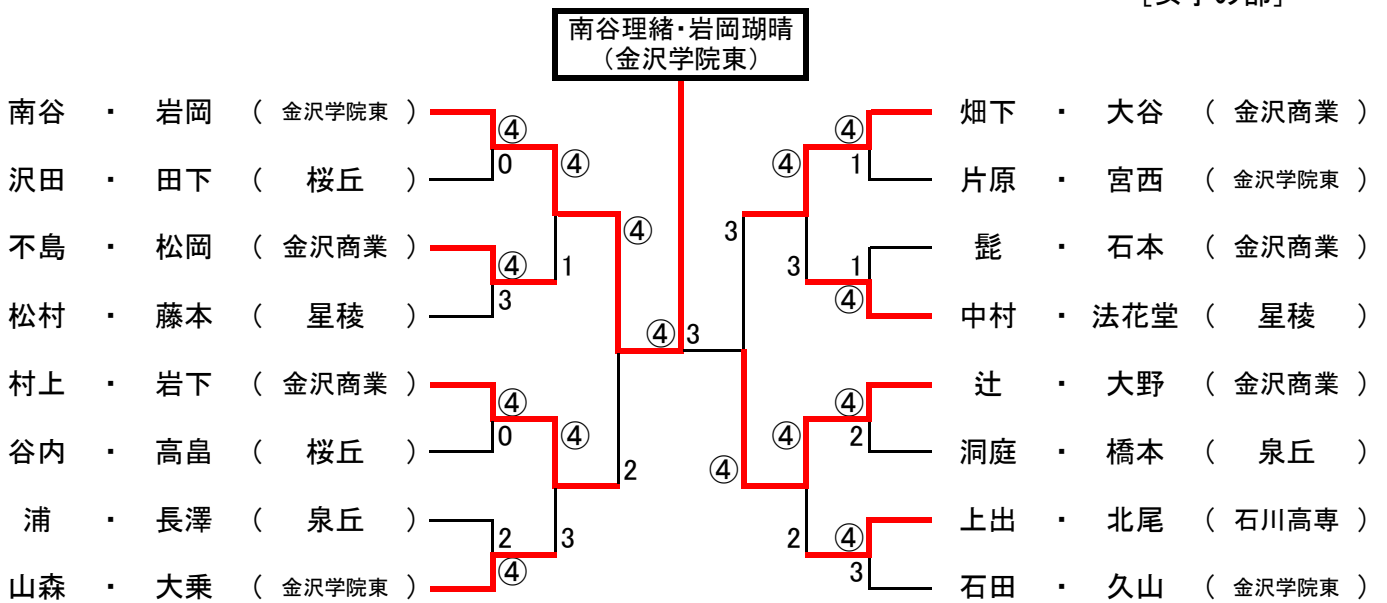 [女子の部]
南谷理緒・岩岡瑚晴
（金沢学院東）
南谷 ・ 岩岡 （ 金沢学院東 ）
④
0
沢田 ・ 田下 （ 桜丘 ）
④
不島 ・ 松岡 （ 金沢商業 ）
④
3
松村 ・ 藤本 （ 星稜 ）
1
④
村上 ・ 岩下 （ 金沢商業 ）
④
0
谷内 ・ 高畠 （ 桜丘 ）
④
浦 ・ 長澤 （ 泉丘 ）
2
④
山森 ・ 大乗 （ 金沢学院東 ）
3
2
④ 3
畑下 ・ 大谷 （ 金沢商業 ）
④
1
片原 ・ 宮西 （ 金沢学院東 ）
④
髭 ・ 石本 （ 金沢商業 ）
1
④
中村 ・ 法花堂 （ 星稜 ）
3
3
辻 ・ 大野 （ 金沢商業 ）
④
2
洞庭 ・ 橋本 （ 泉丘 ）
④
上出 ・ 北尾 （ 石川高専 ）
④
3
石田 ・ 久山 （ 金沢学院東 ）
2
④